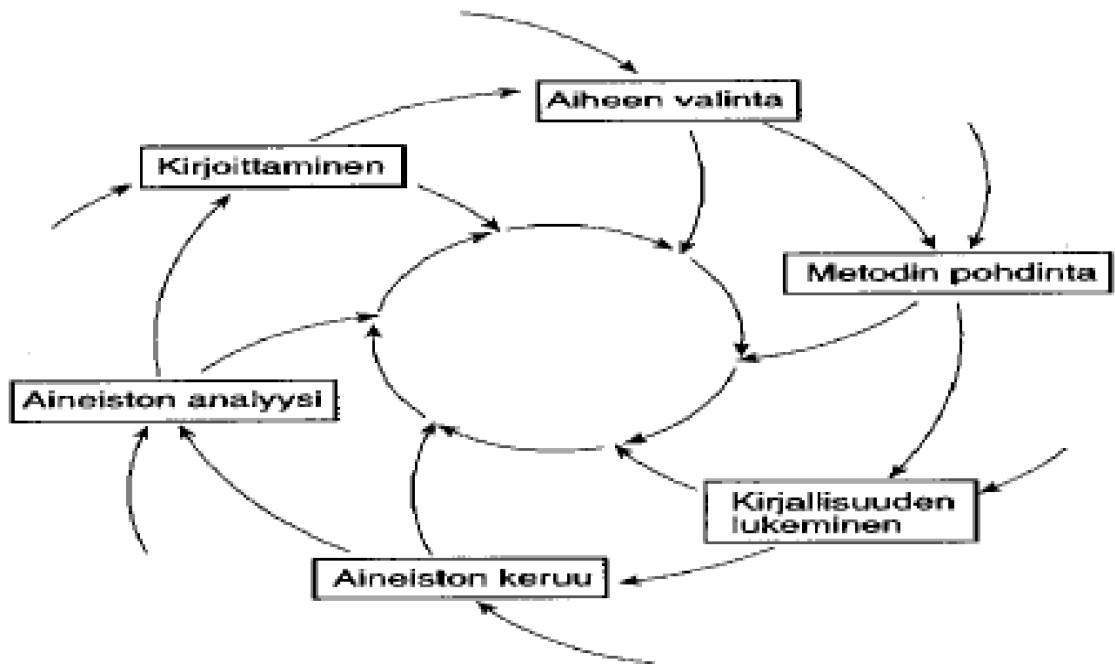 Aiheen valinta
Kirjoittaminen
Metodin pohdinta
Aineiston analyysi
Kirjallisuuden
lukeminen
Aineiston keruu